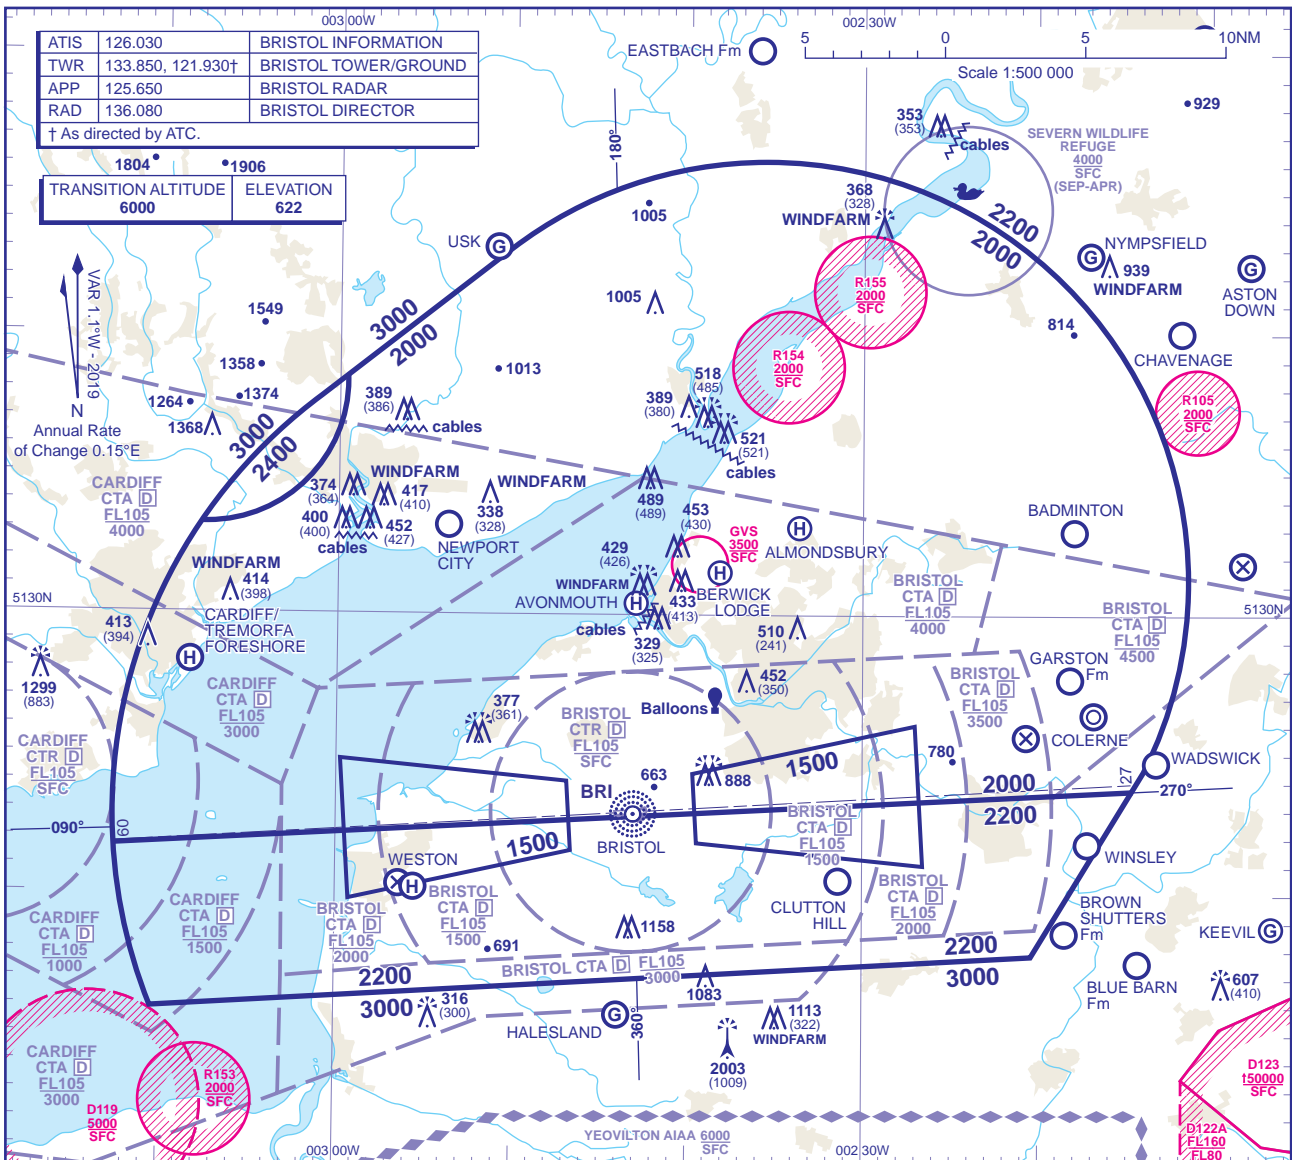 003 00W
002 30W
ATIS 126.030 BRISTOL INFORMATION
TWR 133.850, 121.930† BRISTOL TOWER/GROUND
APP 125.650 BRISTOL RADAR
RAD 136.080 BRISTOL DIRECTOR
† As directed by ATC.
EASTBACH Fm
5 0 5 10NM
Scale 1:500 000
929
353
(353)
cables
SEVERN WILDLIFE
REFUGE
4000
SFC
(SEP-APR)
180°
1804
1906
TRANSITION ALTITUDE
6000
ELEVATION
622
368
(328)
WINDFARM
1005
2200
2000
USK
G
NYMPSFIELD
G
939
WINDFARM
G
ASTON
DOWN
VAR 1.1°W - 2019
N
Annual Rate
of Change 0.15°E
R155
2000
SFC
1005
1549
3000
2000
814
CHAVENAGE
R154
2000
SFC
1358
1013
1374
1264
1368
518
(485)
389
(380)
389
(386)
cables
R105
2000
SFC
3000
2400
521
(521)
cables
CARDIFF
CTA D
FL105
4000
WINDFARM
374
(364)
417
(410)
WINDFARM
338
(328)
489
(489)
400
(400)
452
(427)
cables
NEWPORT
CITY
453
(430)
GVS
3500
SFC
H
ALMONDSBURY
BADMINTON
429
(426)
WINDFARM
AVONMOUTH
H
H
BERWICK
LODGE
433
(413)
WINDFARM
414
(398)
BRISTOL
CTA D
FL105
4000
5130N
5130N
CARDIFF/
TREMORFA
FORESHORE
H
413
(394)
cables
329
(325)
510
(241)
BRISTOL
CTA D
FL105
4500
1299
(883)
GARSTON
Fm
452
(350)
BRISTOL
CTA D
FL105
3500
CARDIFF
CTA D
FL105
3000
377
(361)
BRISTOL
CTR D
FL105
SFC
Balloons
COLERNE
CARDIFF
CTR D
FL105
SFC
780
WADSWICK
1500
888
663
BRI
BRISTOL
2000
2200
27
270°
090°
09
BRISTOL
CTA D
FL105
1500
1500
WESTON
H
WINSLEY
CLUTTON
HILL
BRISTOL
CTA D
FL105
2000
BRISTOL
CTA D
FL105
1500
BRISTOL
CTA D
FL105
2000
CARDIFF
CTA D
FL105
1500
CARDIFF
CTA D
FL105
1000
BROWN
SHUTTERS
Fm
KEEVIL
G
1158
691
2200
3000
2200
3000
BRISTOL CTA D FL105
3000
BLUE BARN
Fm
607
(410)
1083
316
(300)
HALESLAND
G
360°
1113
(322)
WINDFARM
2003
(1009)
CARDIFF
CTA D
FL105
3000
R153
2000
SFC
D119
5000
SFC
D123
†50000
SFC
D122A
FL160
FL80
YEOVILTON AIAA 6000
SFC
003 00W
002 30W